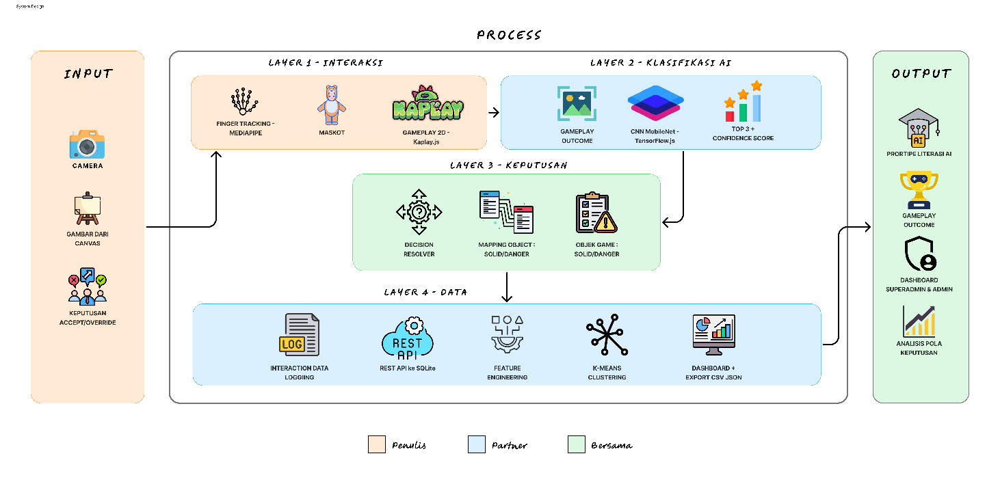 System Design
PROCESS
INPUT
CAMERA
GAMBAR DARI
CANVAS
KEPUTUSAN
ACCEPT/OVERRIDE
LAYER 1 - INTERAKSI
FINGER TRACKING -
MEDIAPIPE
MASKOT
KAPLAY
GAMEPLAY 2D -
Kaplay.js
LAYER 2 - KLASIFIKASI AI
GAMEPLAY
OUTCOME
CNN MobileNet -
TensorFlow.js
TOP 3 +
CONFIDENCE SCORE
LAYER 3 - KEPUTUSAN
?
DECISION
RESOLVER
MAPPING OBJECT :
SOLID/DANGER
OBJEK GAME :
SOLID/DANGER
LAYER 4 - DATA
LOG
INTERACTION DATA
LOGGIING
REST
API
REST API ke SQLite
FEATURE
ENGINEERING
K-MEANS
CLUSTERING
DASHBOARD +
EXPORT CSV JSON
OUTPUT
AI
PRORTIPE LITERASI AI
GAMEPLAY
OUTCOME
DASHBOARD
SUPERADMIN & ADMIN
ANALISIS POLA
KEPUTUSAN
Penulis
Partner
Bersama